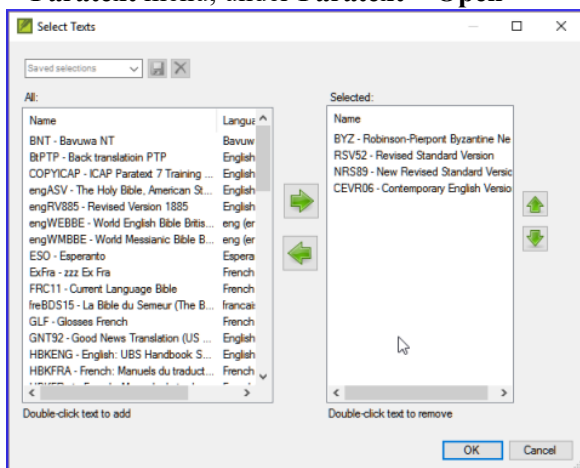 Paratext menu, under Paratext > Open
Select Texts
Saved selections
All:
Name Langua
BNT - Bavuwa NT Bavuw
BtPTP - Back translatioin PTP English
COPYICAP - ICAP Paratext 7 Training ... English
engASV - The Holy Bible, American St... English
engRV885 - Revised Version 1885 English
engWEBBE - World English Bible Britis... eng (er
engWMBBE - World Messianic Bible B... eng (er
ESO - Esperanto Espera
ExFra - zzz Ex Fra French
FRC11 - Current Language Bible French
freBDS15 - La Bible du Semeur (The B... francais
GLF - Glosses French French
GNT92 - Good News Translation (US ... English
HBKENG - English: UBS Handbook S... English
HBKFRA - French: Manuels du traduct... French
Double-click text to add
Selected:
Name
BYZ - Robinson-Pierpont Byzantine Ne
RSV52 - Revised Standard Version
NRS89 - New Revised Standard Versic
CEVR06 - Contemporary English Versio
Double-click text to remove
OK Cancel